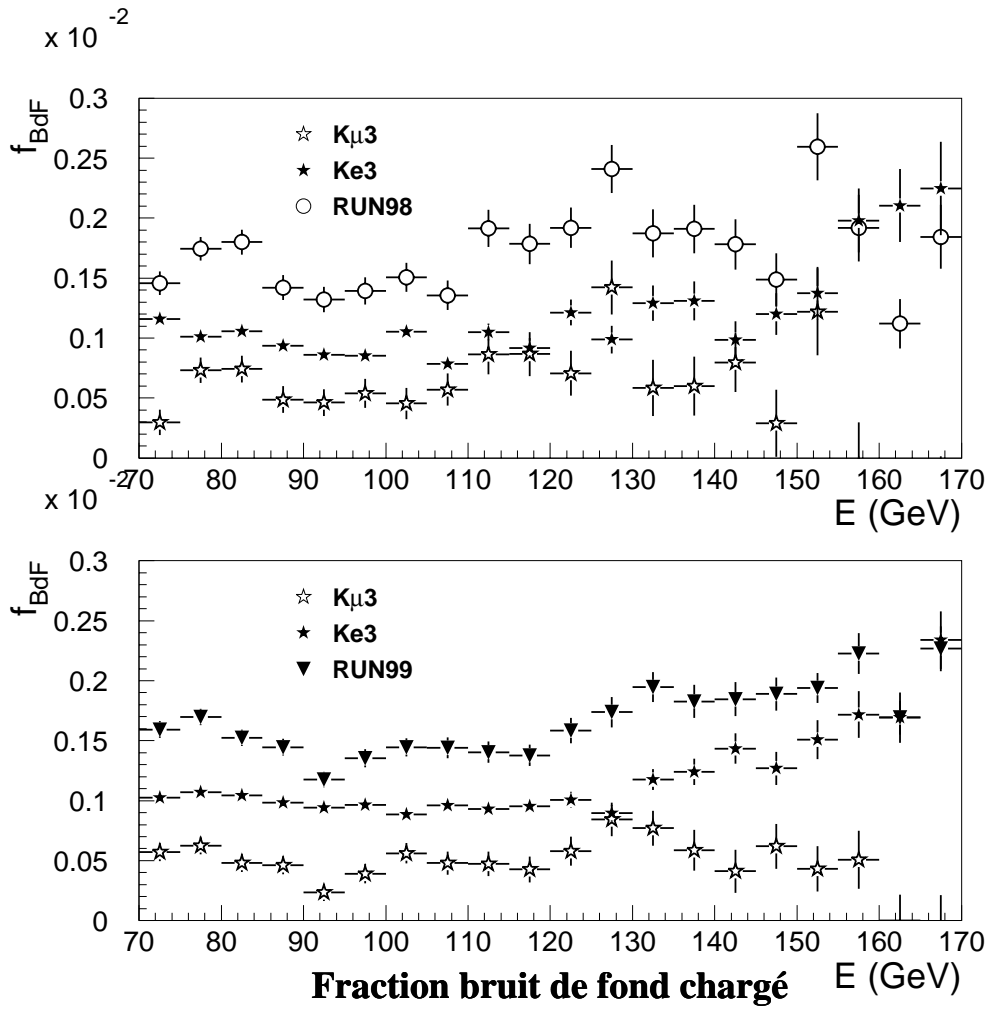 x 10 -2
f BdF
0.3
0.25
0.2
0.15
0.1
0.05
0
Kμ3
Ke3
RUN98
70 80 90 100 110 120 130 140 150 160 170
E (GeV)
x 10 -2
f BdF
0.3
0.25
0.2
0.15
0.1
0.05
0
Kμ3
Ke3
RUN99
70 80 90 100 110 120 130 140 150 160 170
E (GeV)
Fraction bruit de fond chargé